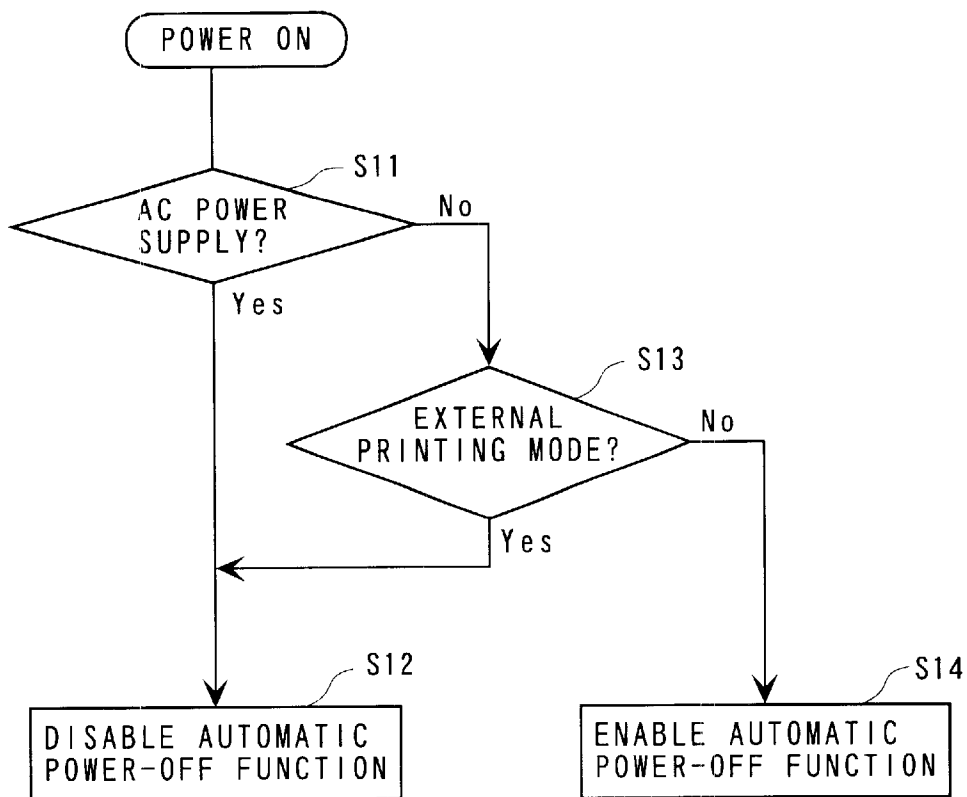 POWER ON
S11
AC POWER
SUPPLY?
No
Yes
S13
EXTERNAL
PRINTING MODE?
No
Yes
S12
DISABLE AUTOMATIC
POWER-OFF FUNCTION
S14
ENABLE AUTOMATIC
POWER-OFF FUNCTION